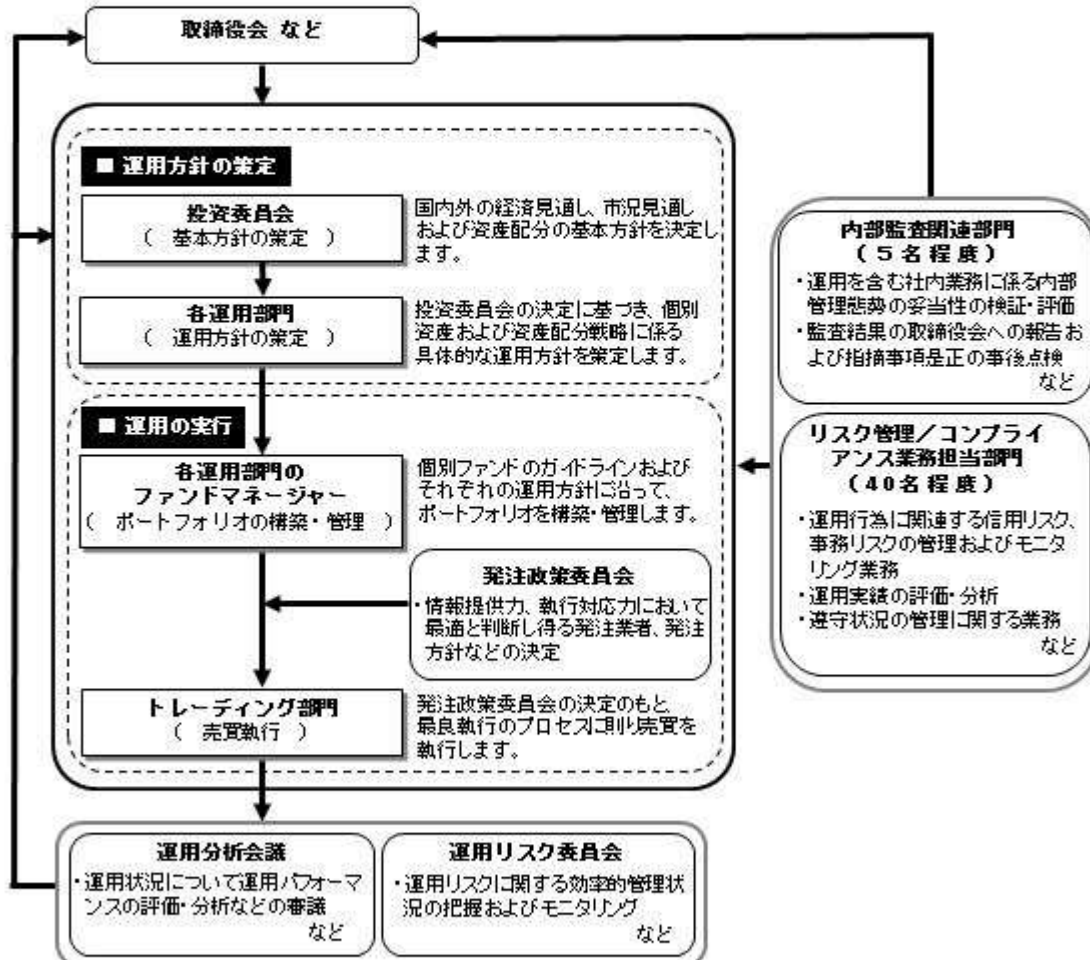 取締役会 など
■ 運用方針の策定
投資委員会
( 基本方針の策定 )
国内外の経済見通し、市況見通し
および資産配分の基本方針を決定し
ます。
各運用部門
( 運用方針の策定 )
投資委員会の決定に基づき、個別
資産および資産配分戦略に係る
具体的な運用方針を策定します。
■ 運用の実行
各運用部門の
ファンドマネージャー
( ポートフォリオの構築・管理 )
個別ファンドのガイドラインおよび
それぞれの運用方針に沿って、
ポートフォリオを構築・管理します。
発注政策委員会
・情報提供力、執行対応力において
最適と判断し得る発注業者、発注
方針などの決定
トレーディング部門
( 売買執行 )
発注政策委員会の決定のもと
最良執行のプロセスに則り売買を
執行します。
内部監査関連部門
(5名程度)
・運用を含む社内業務に係る内部
管理態勢の妥当性の検証・評価
・監査結果の取締役会への報告お
よび指摘事項是正の事後点検
など
リスク管理/コンプライ
アンス業務担当部門
(40名程度)
・運用行為に関連する信用リスク、
事務リスクの管理およびモニタ
リング業務
・運用実績の評価・分析
・遵守状況の管理に関する業務
など
運用分析会議
・運用状況について運用パフォーマ
ンスの評価・分析などの審議
など
運用リスク委員会
・運用リスクに関する効率的管理状
況の把握およびモニタリング
など